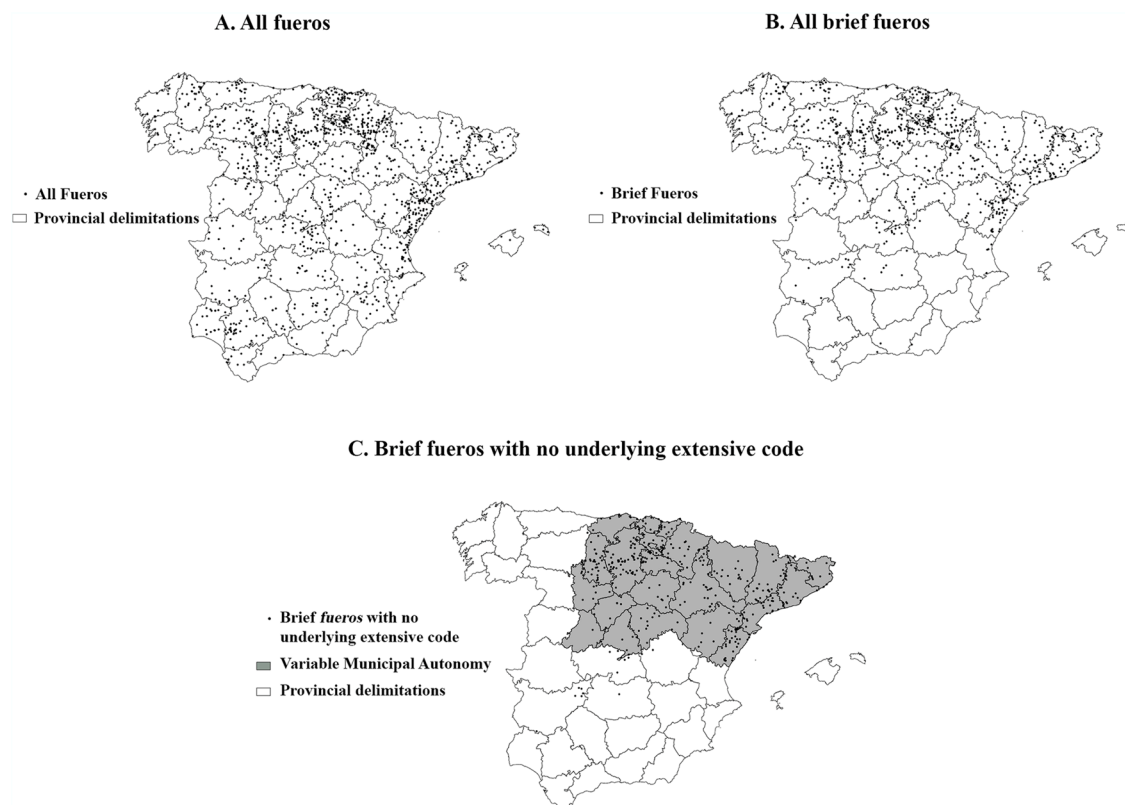 A. All fueros
B. All brief fueros
All Fueros
Provincial delimitations
Brief Fueros
Provincial delimitations
C. Brief fueros with no underlying extensive code
Brief fueros with no
underlying extensive code
Variable Municipal Autonomy
Provincial delimitations